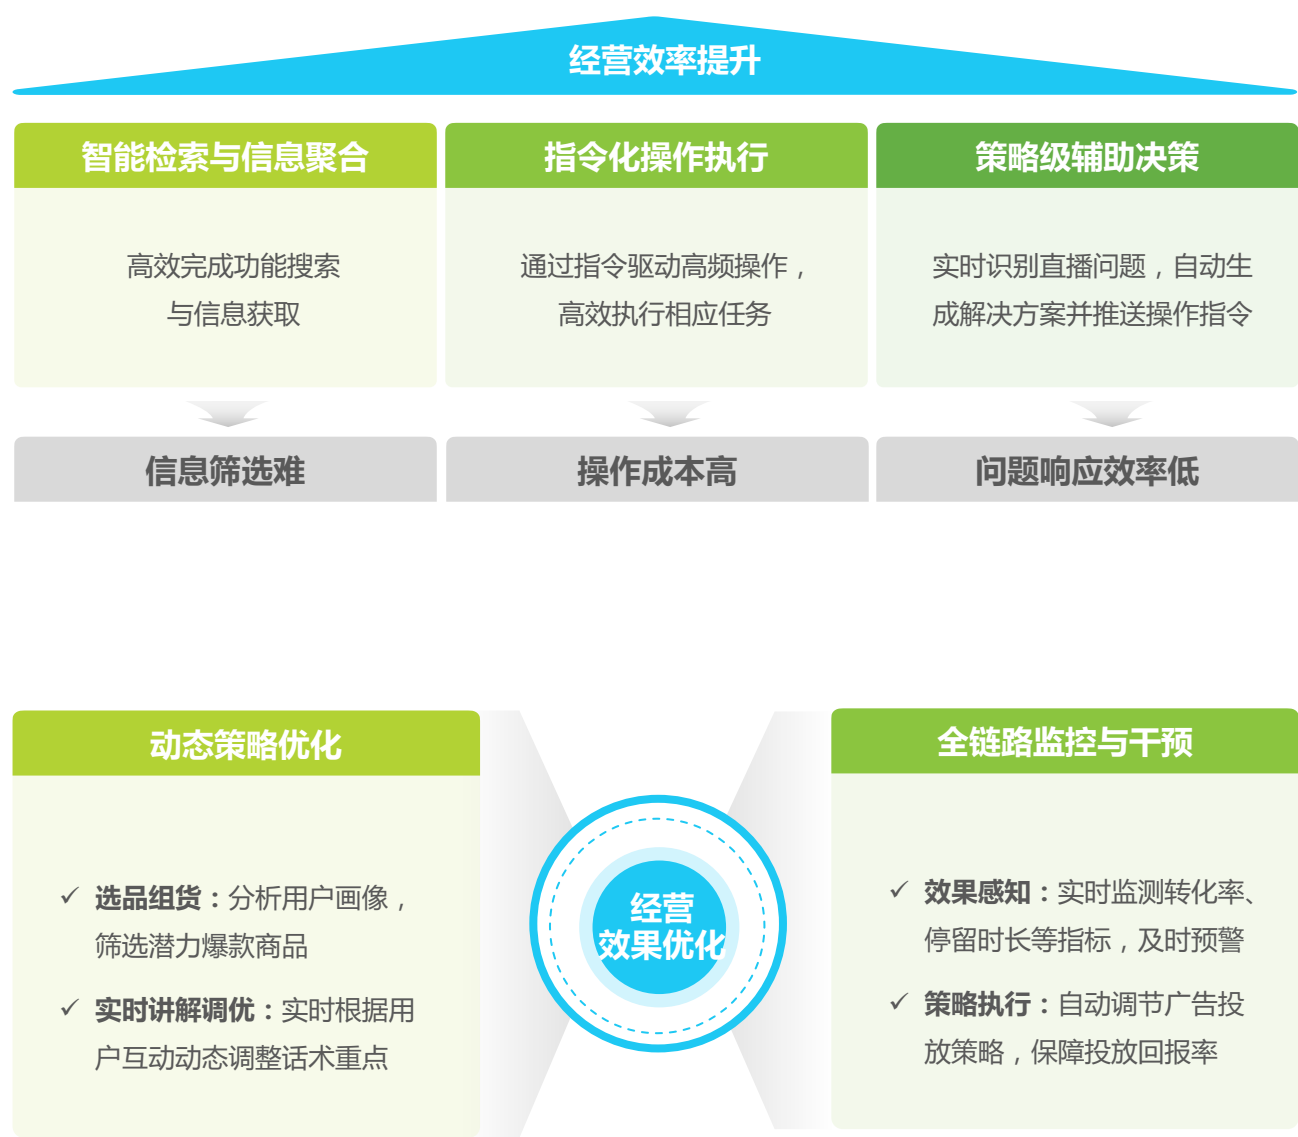 经营效率提升
智能检索与信息聚合
高效完成功能搜索
与信息获取
指令化操作执行
通过指令驱动高频操作，
高效执行相应任务
策略级辅助决策
实时识别直播问题，自动生
成解决方案并推送操作指令
信息筛选难
操作成本高
问题响应效率低
动态策略优化
✓ 选品组货：分析用户画像，
筛选潜力爆款商品
✓ 实时讲解调优：实时根据用
户互动动态调整话术重点
经营
效果优化
全链路监控与干预
✓ 效果感知：实时监测转化率、
停留时长等指标，及时预警
✓ 策略执行：自动调节广告投
放策略，保障投放回报率